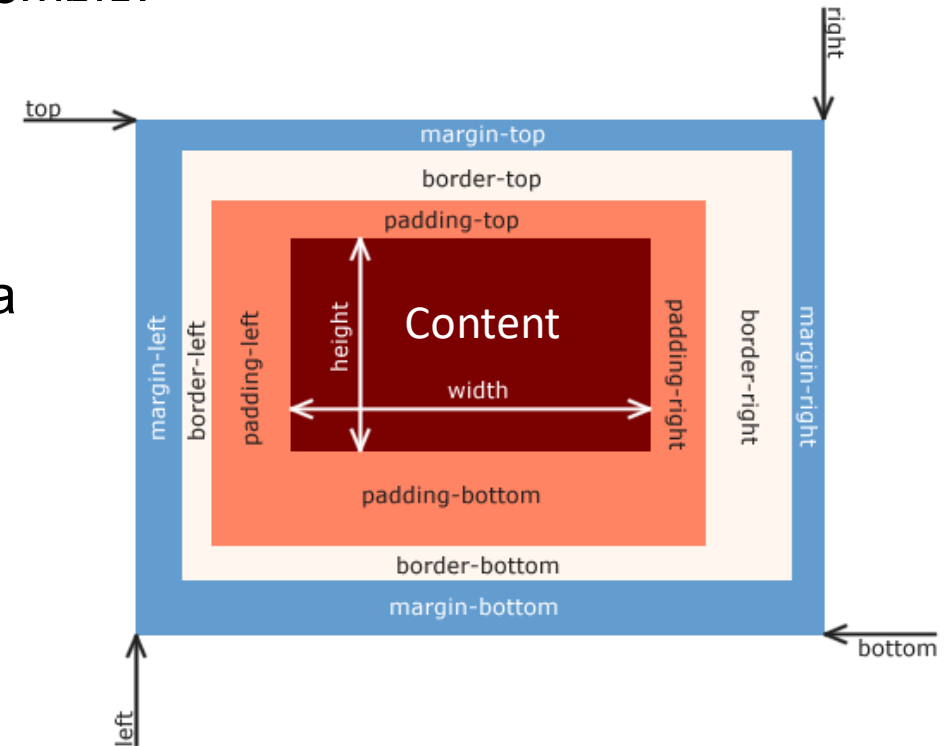 right
top
margin-top
border-top
padding-top
a
margin-left
border-left
padding-left
height
Content
width
padding-right
border-right
margin-right
padding-bottom
border-bottom
margin-bottom
bottom
left